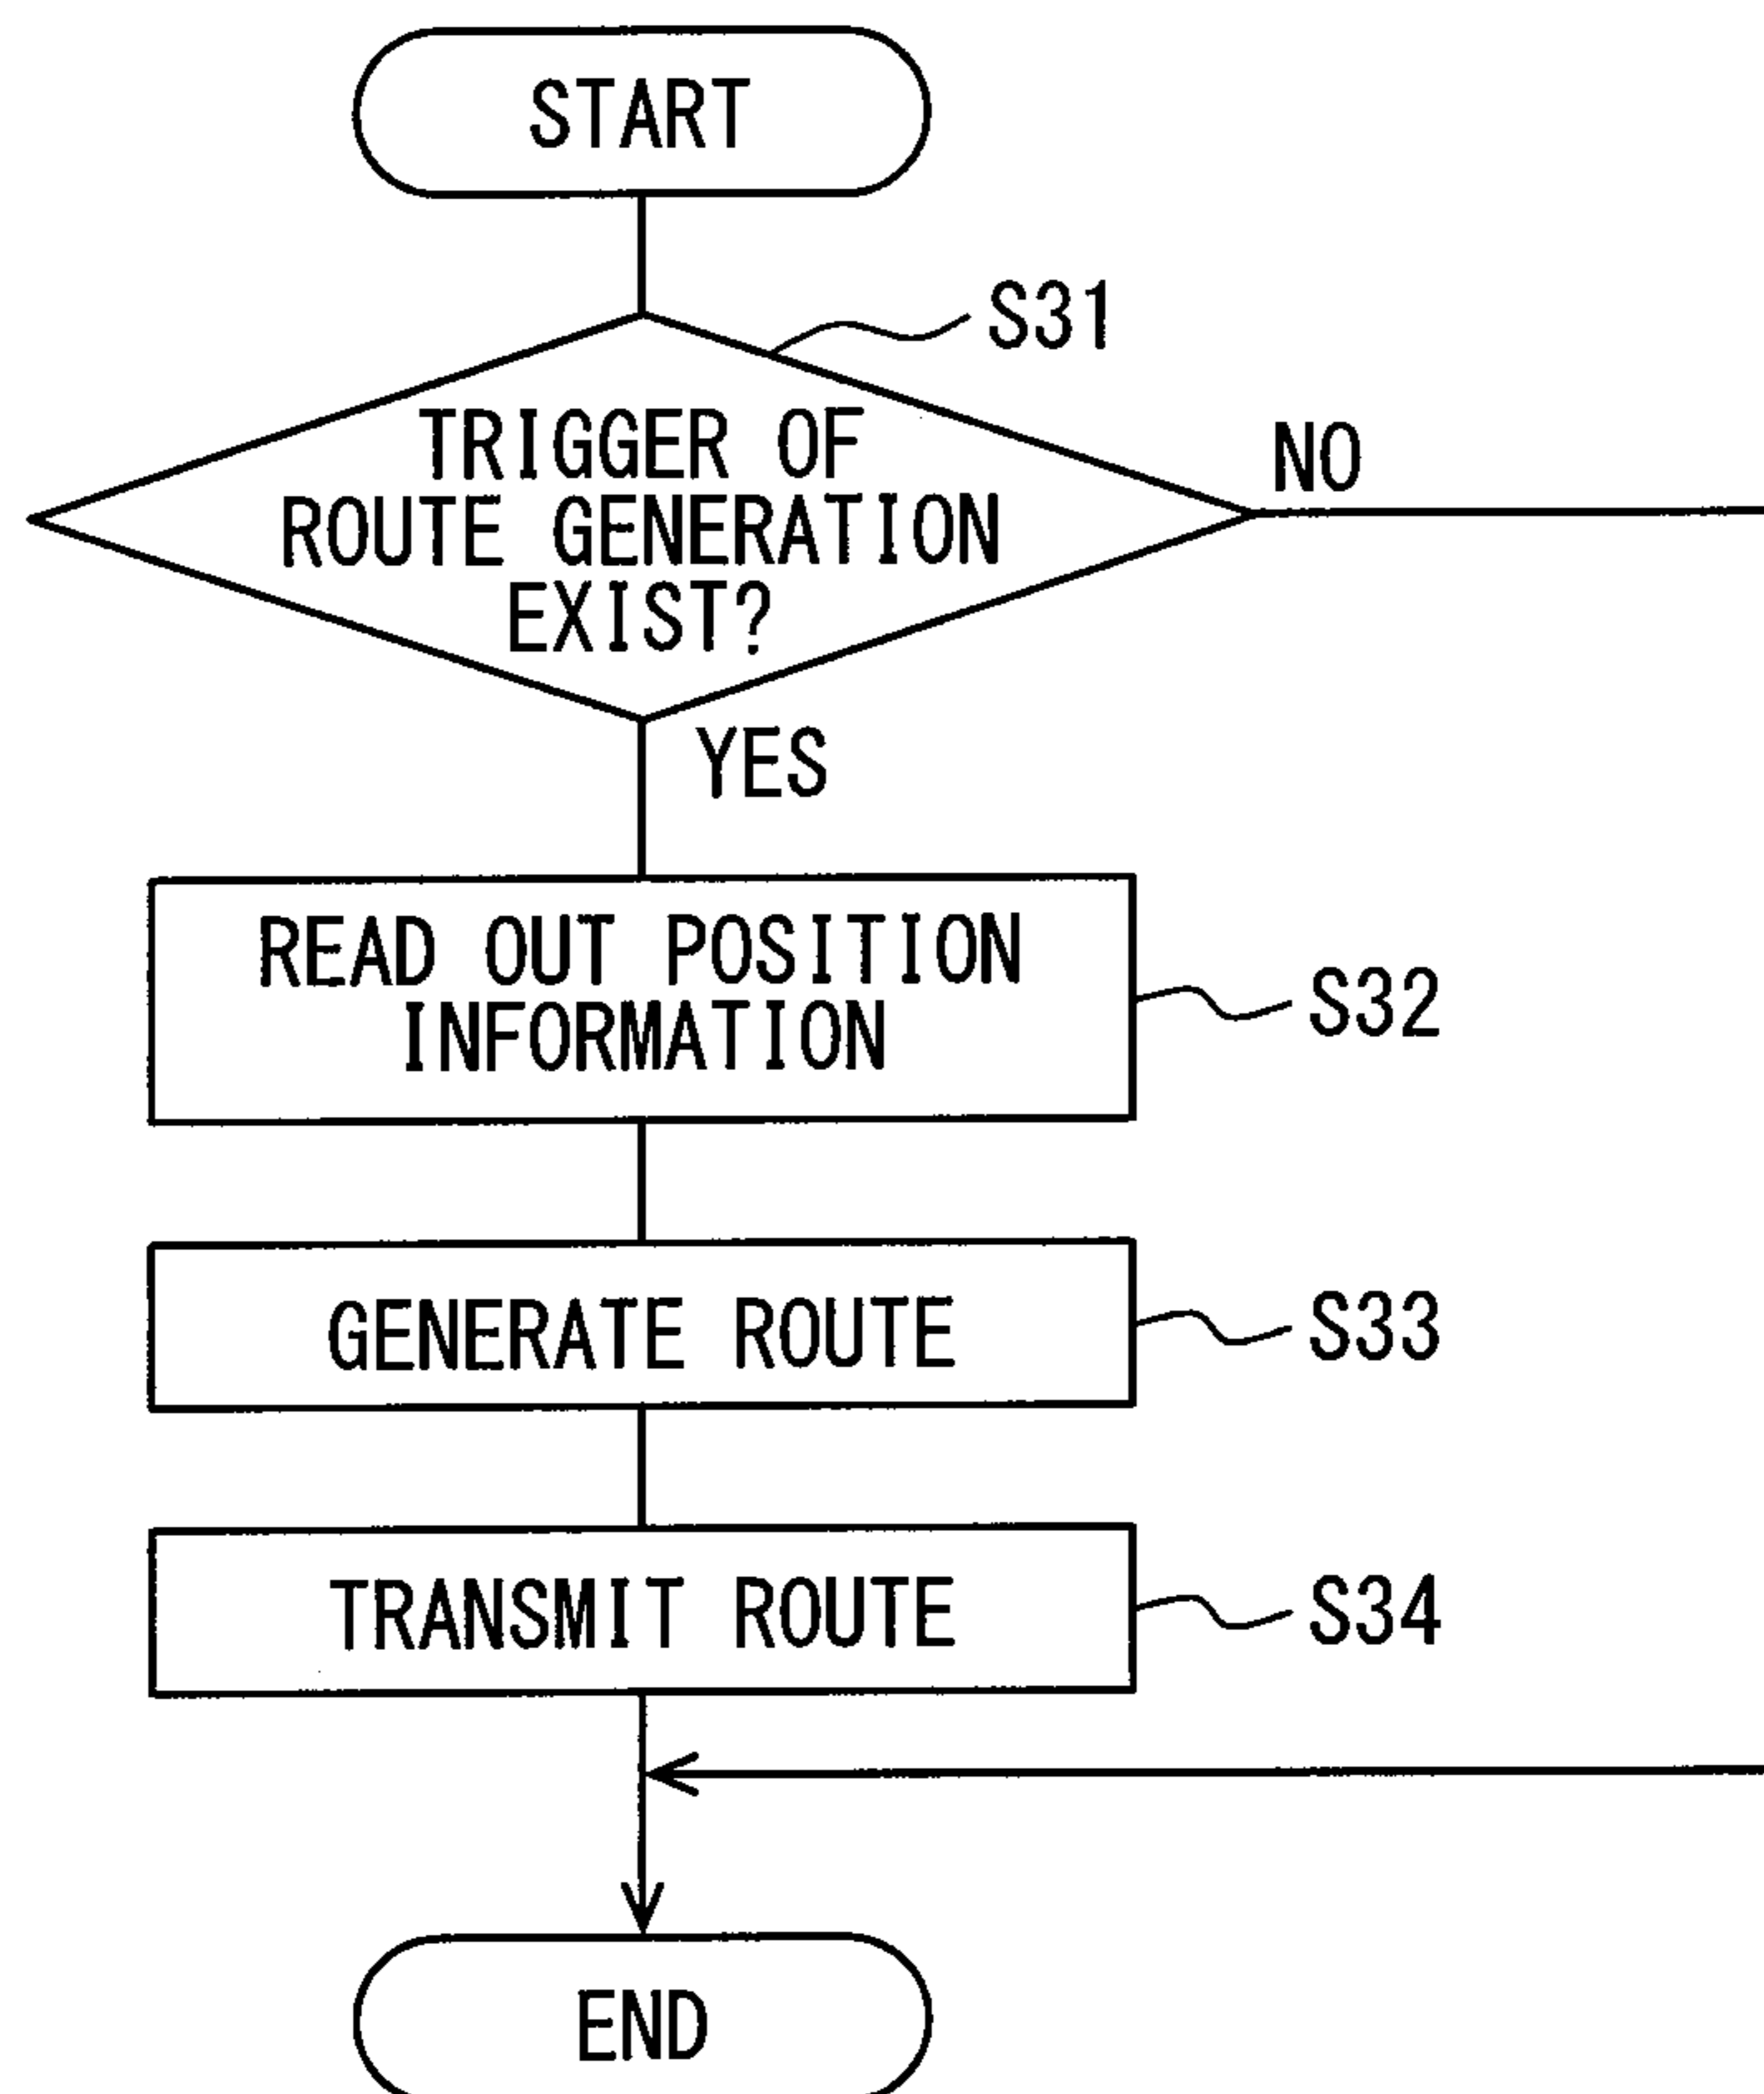 START
S31
TRIGGER OF
ROUTE GENERATION
EXIST?
NO
YES
READ OUT POSITION
INFORMATION
S32
GENERATE ROUTE
S33
TRANSMIT ROUTE
S34
END